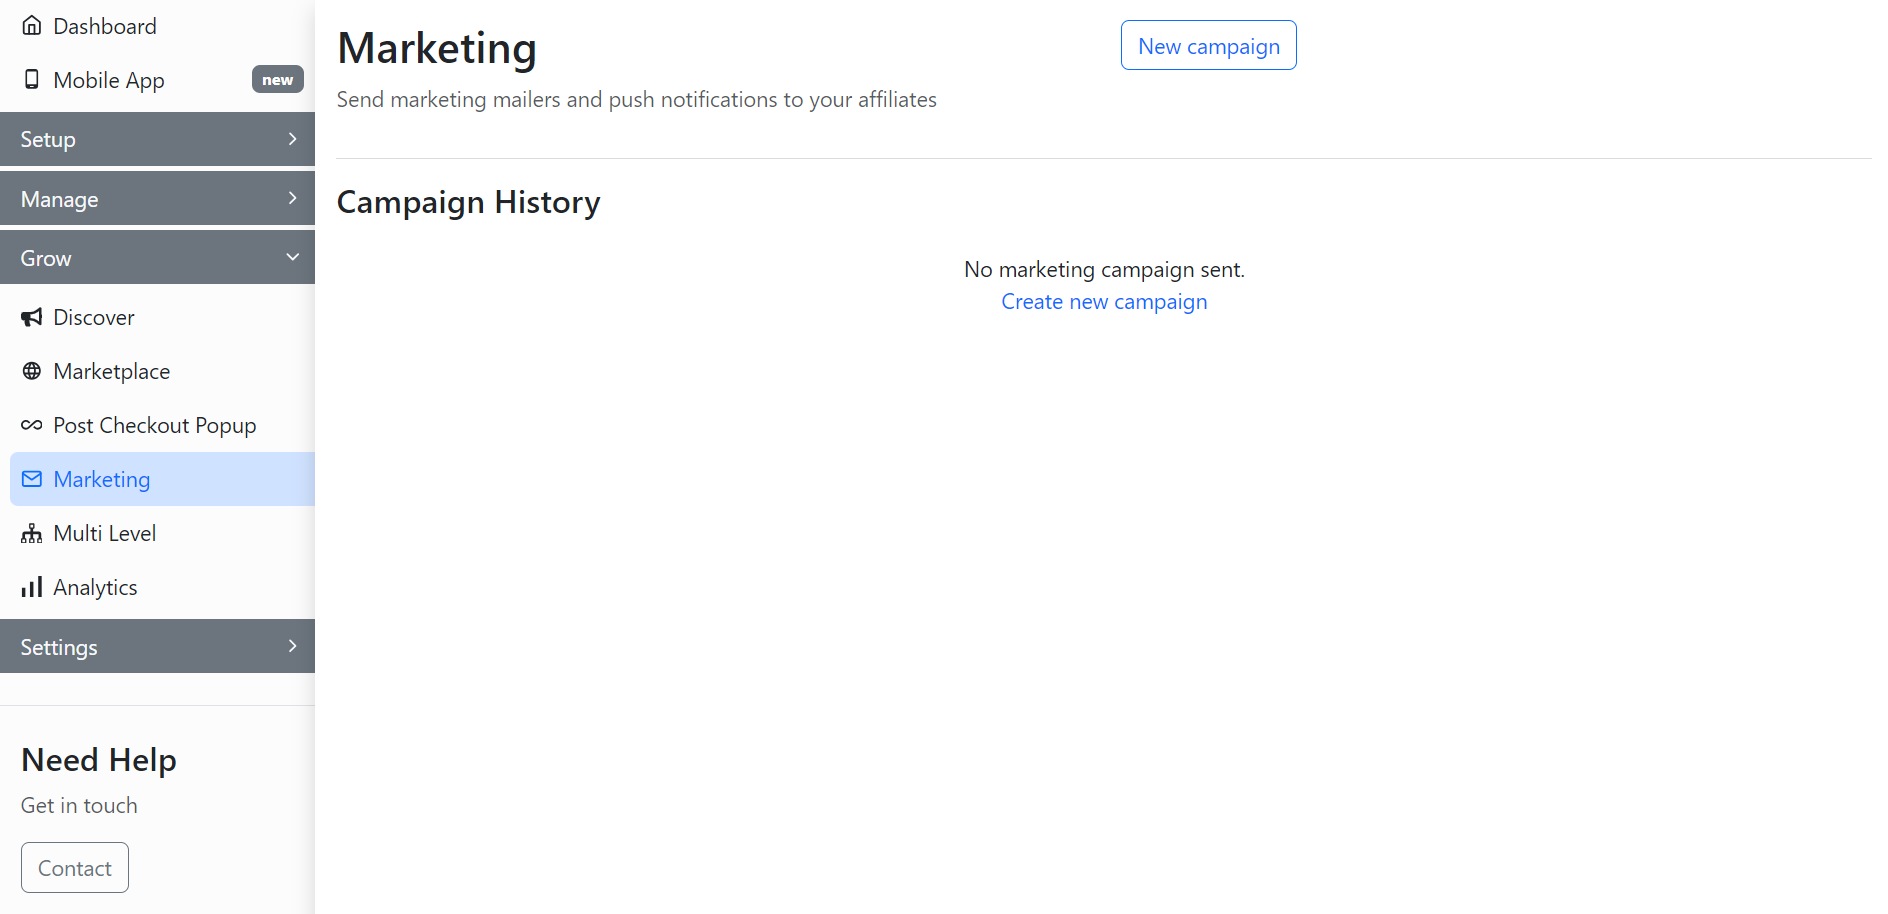 Dashboard
Mobile App new
Setup
Manage
Grow
Discover
Marketplace
Post Checkout Popup
Marketing
Multi Level
Analytics
Settings
Need Help
Get in touch
Contact
Marketing
New campaign
Send marketing mailers and push notifications to your affiliates
Campaign History
No marketing campaign sent.
Create new campaign